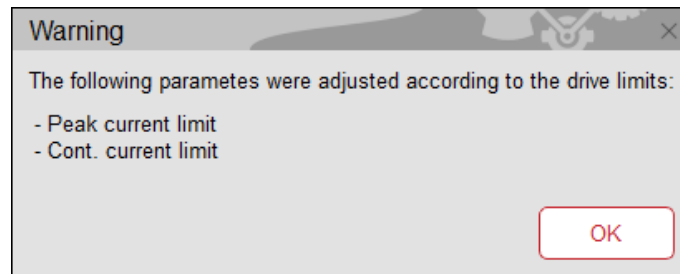 Warning
The following parametes were adjusted according to the drive limits:
- Peak current limit
- Cont. current limit
OK